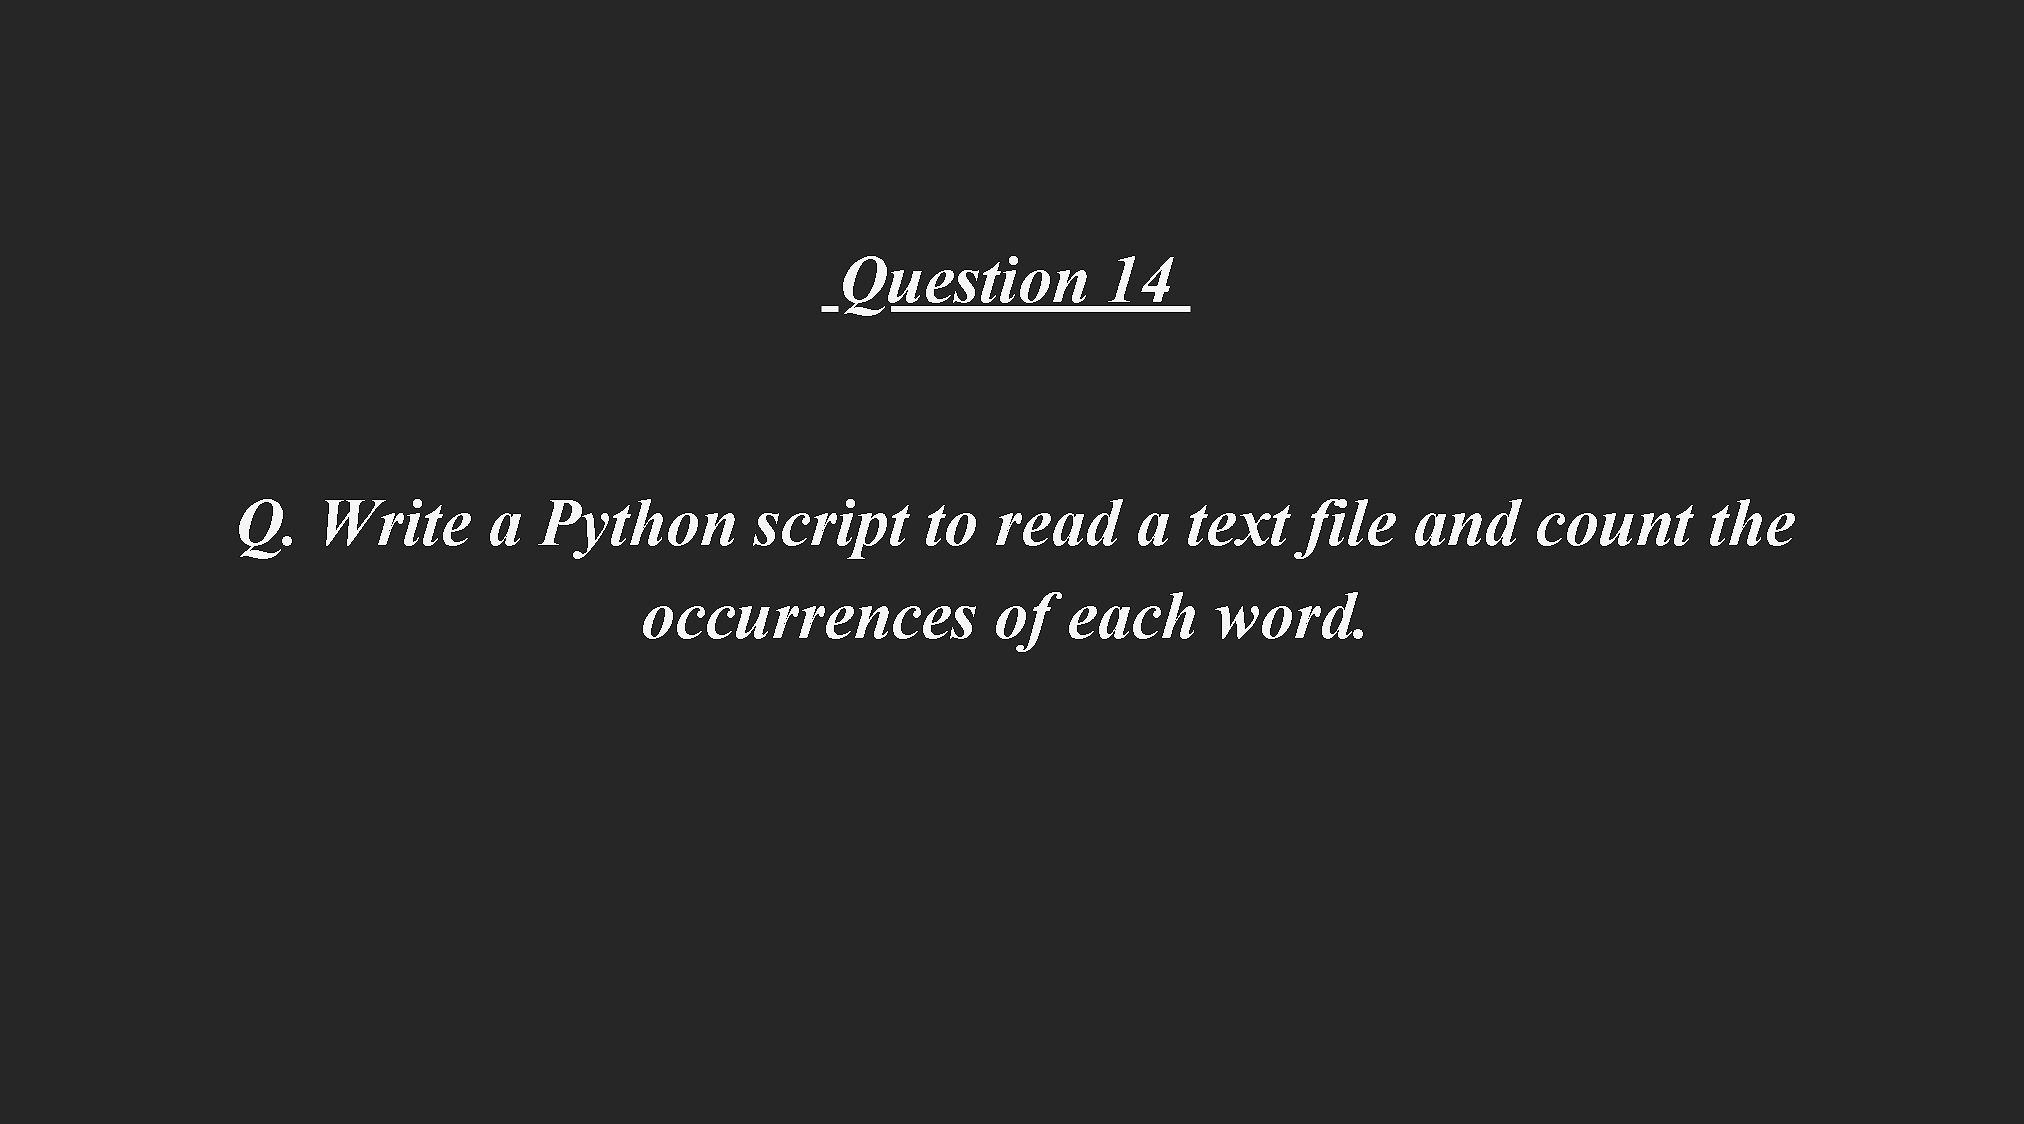 Question 14
Q. Write a Python script to read a text file and count the
occurrences of each word.